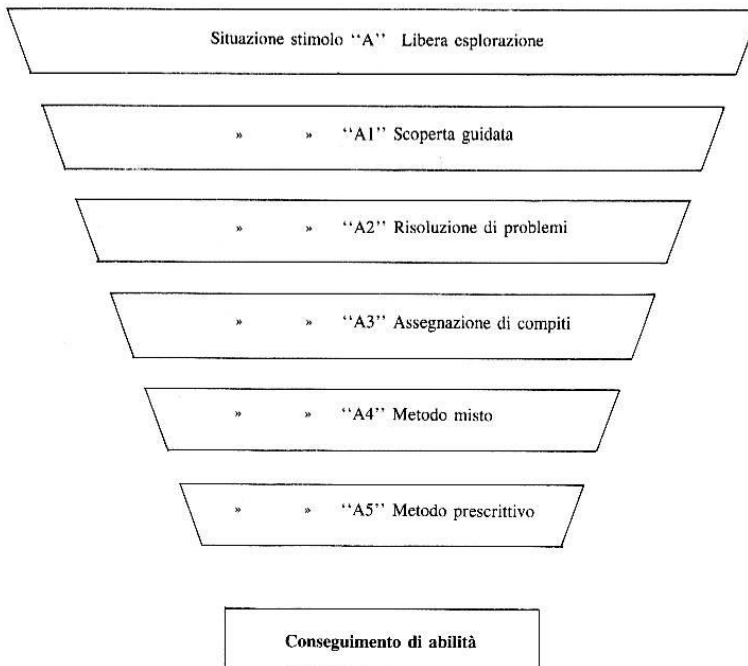 Situazione stimolo “A” Libera esplorazione
» » “A1” Scoperta guidata
» » “A2” Risoluzione di problemi
» » “A3” Assegnazione di compiti
» » “A4” Metodo misto
» » “A5” Metodo prescrittivo
Conseguimento di abilità